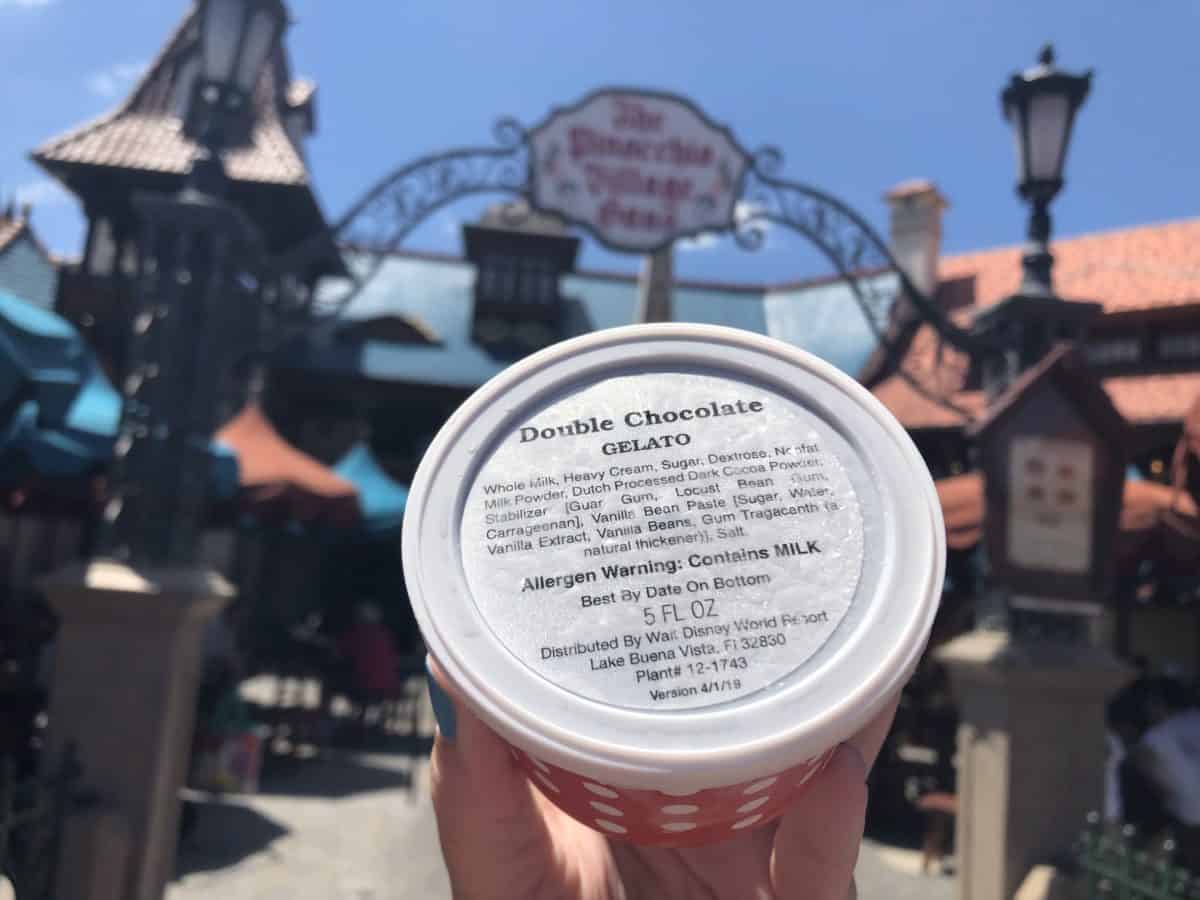 The
Pinocchio
Village
Haus
Double Chocolate
GELATO
Whole Milk, Heavy Cream, Sugar, Dextrose, Nonfat
Milk Powder, Dutch Processed Dark Cocoa Powder,
Stabilizer [Guar Gum, Locust Bean Gum,
Carrageenan], Vanilla Bean Paste [Sugar, Water,
Vanilla Extract, Vanilla Beans, Gum Tragacanth (a
natural thickener)], Salt.
Allergen Warning: Contains MILK
Best By Date On Bottom
5 FL OZ
Distributed By Walt Disney World Resort
Lake Buena Vista, Fl 32830
Plant# 12-1743
Version 4/1/19